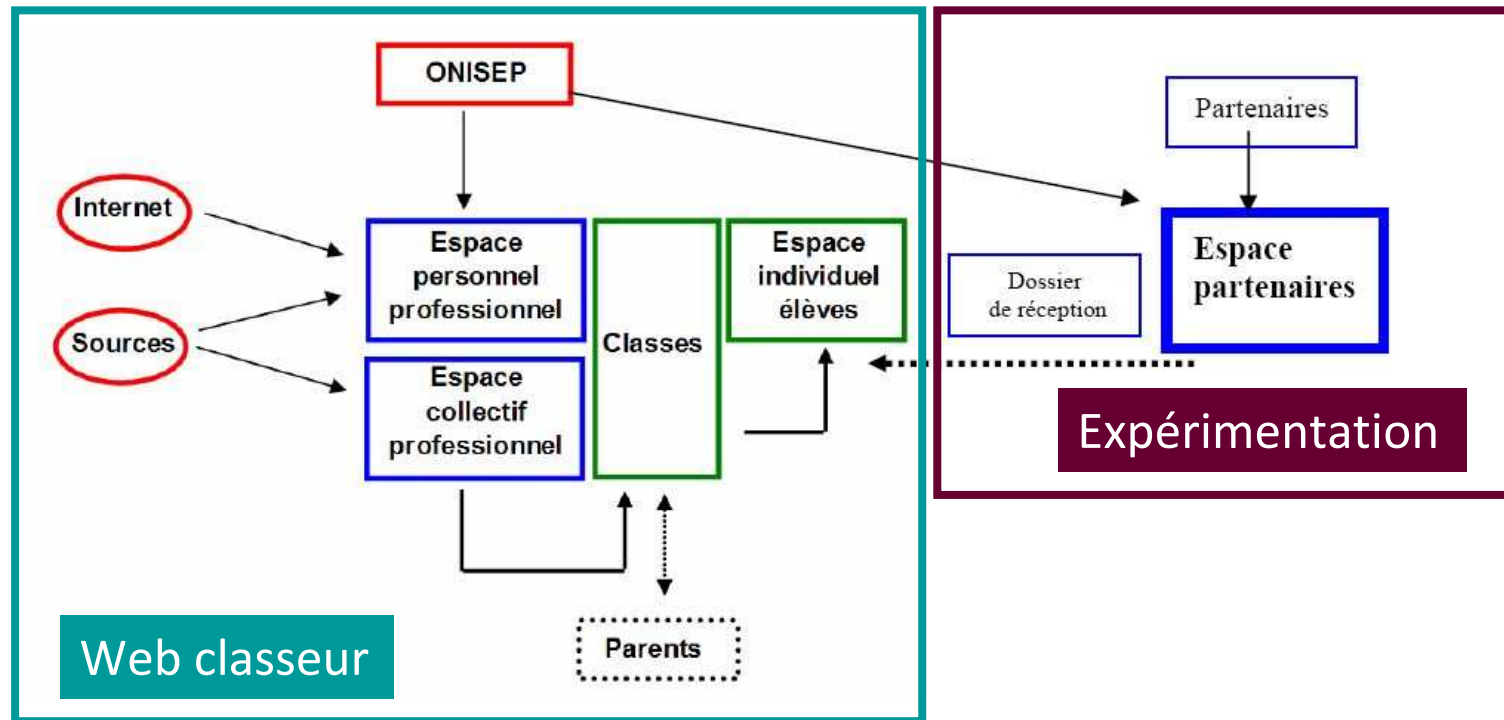 ONISEP
Partenaires
Internet
Espace
personnel
professionnel
Classes
Espace
individuel
élèves
Dossier
de réception
Espace
partenaires
Sources
Espace
collectif
professionnel
Expérimentation
Parents
Web classeur